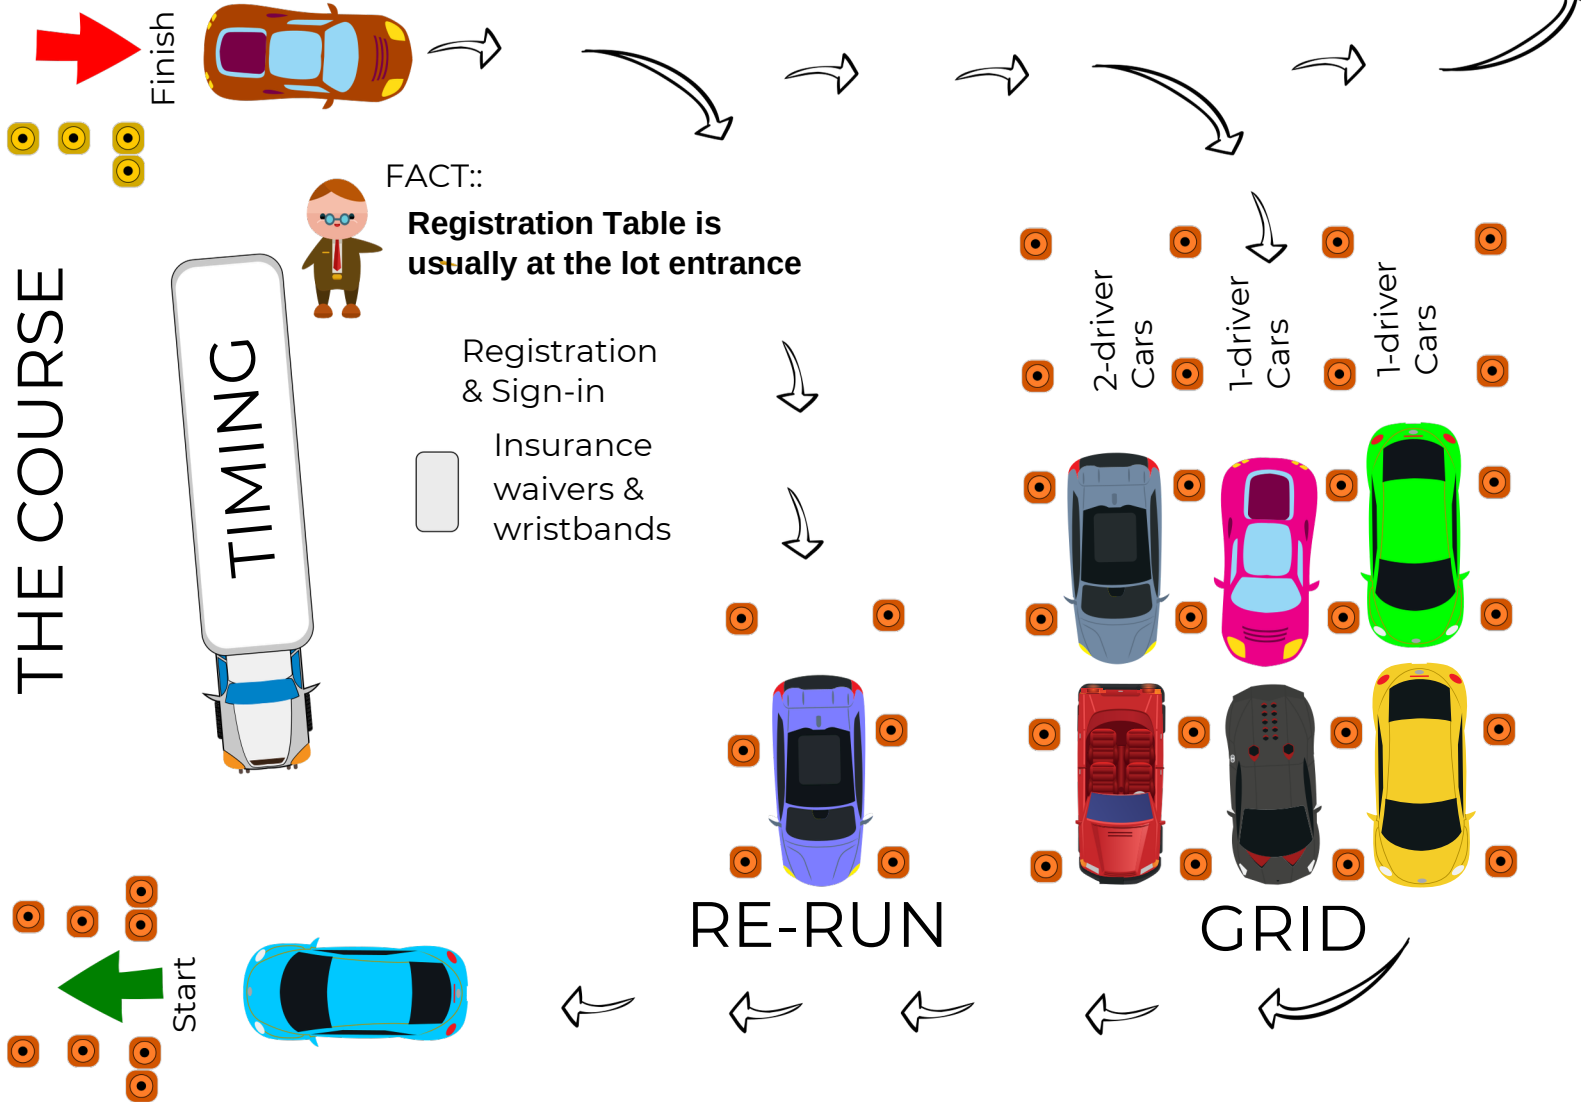 Finish
FACT::
Registration Table is
usually at the lot entrance
THE COURSE
TIMING
Registration
& Sign-in
Insurance
waivers &
wristbands
2-driver
Cars
1-driver
Cars
1-driver
Cars
RE-RUN
GRID
Start